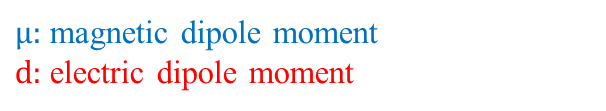 μ: magnetic dipole moment
d: electric dipole moment